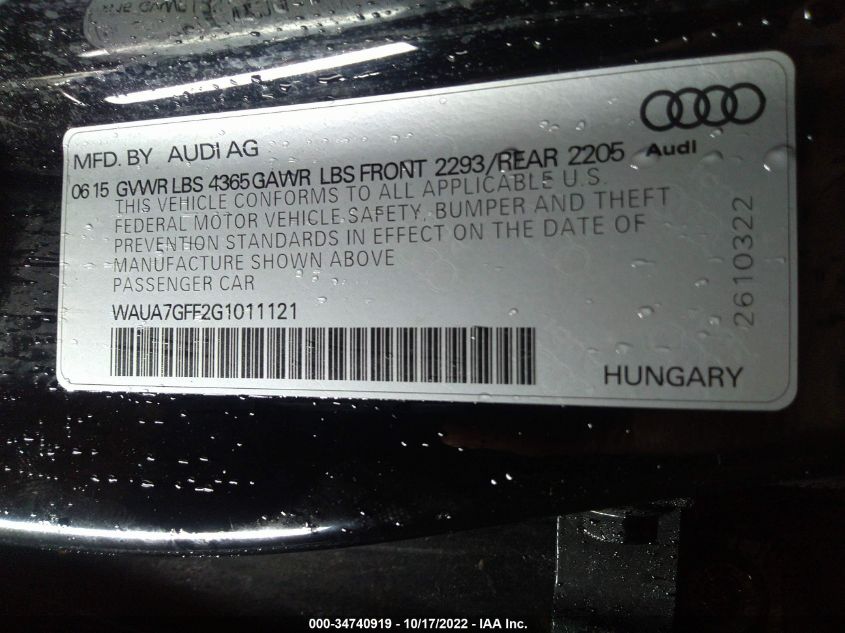 MFD. BY AUDI AG
Audi
06 15 GVWR LBS 4365 GAWR LBS FRONT 2293/REAR 2205
THIS VEHICLE CONFORMS TO ALL APPLICABLE U.S.
FEDERAL MOTOR VEHICLE SAFETY, BUMPER AND THEFT
PREVENTION STANDARDS IN EFFECT ON THE DATE OF
MANUFACTURE SHOWN ABOVE
PASSENGER CAR
WAUA7GFF2G1011121
HUNGARY
2610322
000-34740919 - 10/17/2022 - IAA Inc.